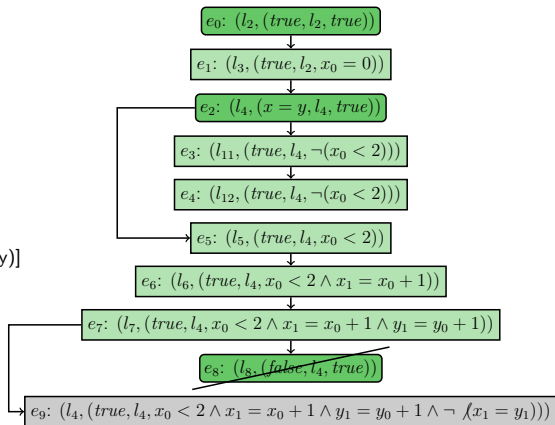 e₀: (l₂, (true, l₂, true))
e₁: (l₃, (true, l₂, x₀ = 0))
e₂: (l₄, (x = y, l₄, true))
e₃: (l₁₁, (true, l₄, ¬(x₀ < 2)))
e₄: (l₁₂, (true, l₄, ¬(x₀ < 2)))
e₅: (l₅, (true, l₄, x₀ < 2))
y)]
e₆: (l₆, (true, l₄, x₀ < 2 ∧ x₁ = x₀ + 1))
e₇: (l₇, (true, l₄, x₀ < 2 ∧ x₁ = x₀ + 1 ∧ y₁ = y₀ + 1))
e₈: (l₈, (false, l₄, true))
e₉: (l₄, (true, l₄, x₀ < 2 ∧ x₁ = x₀ + 1 ∧ y₁ = y₀ + 1 ∧ ¬ ̸(x₁ = y₁)))